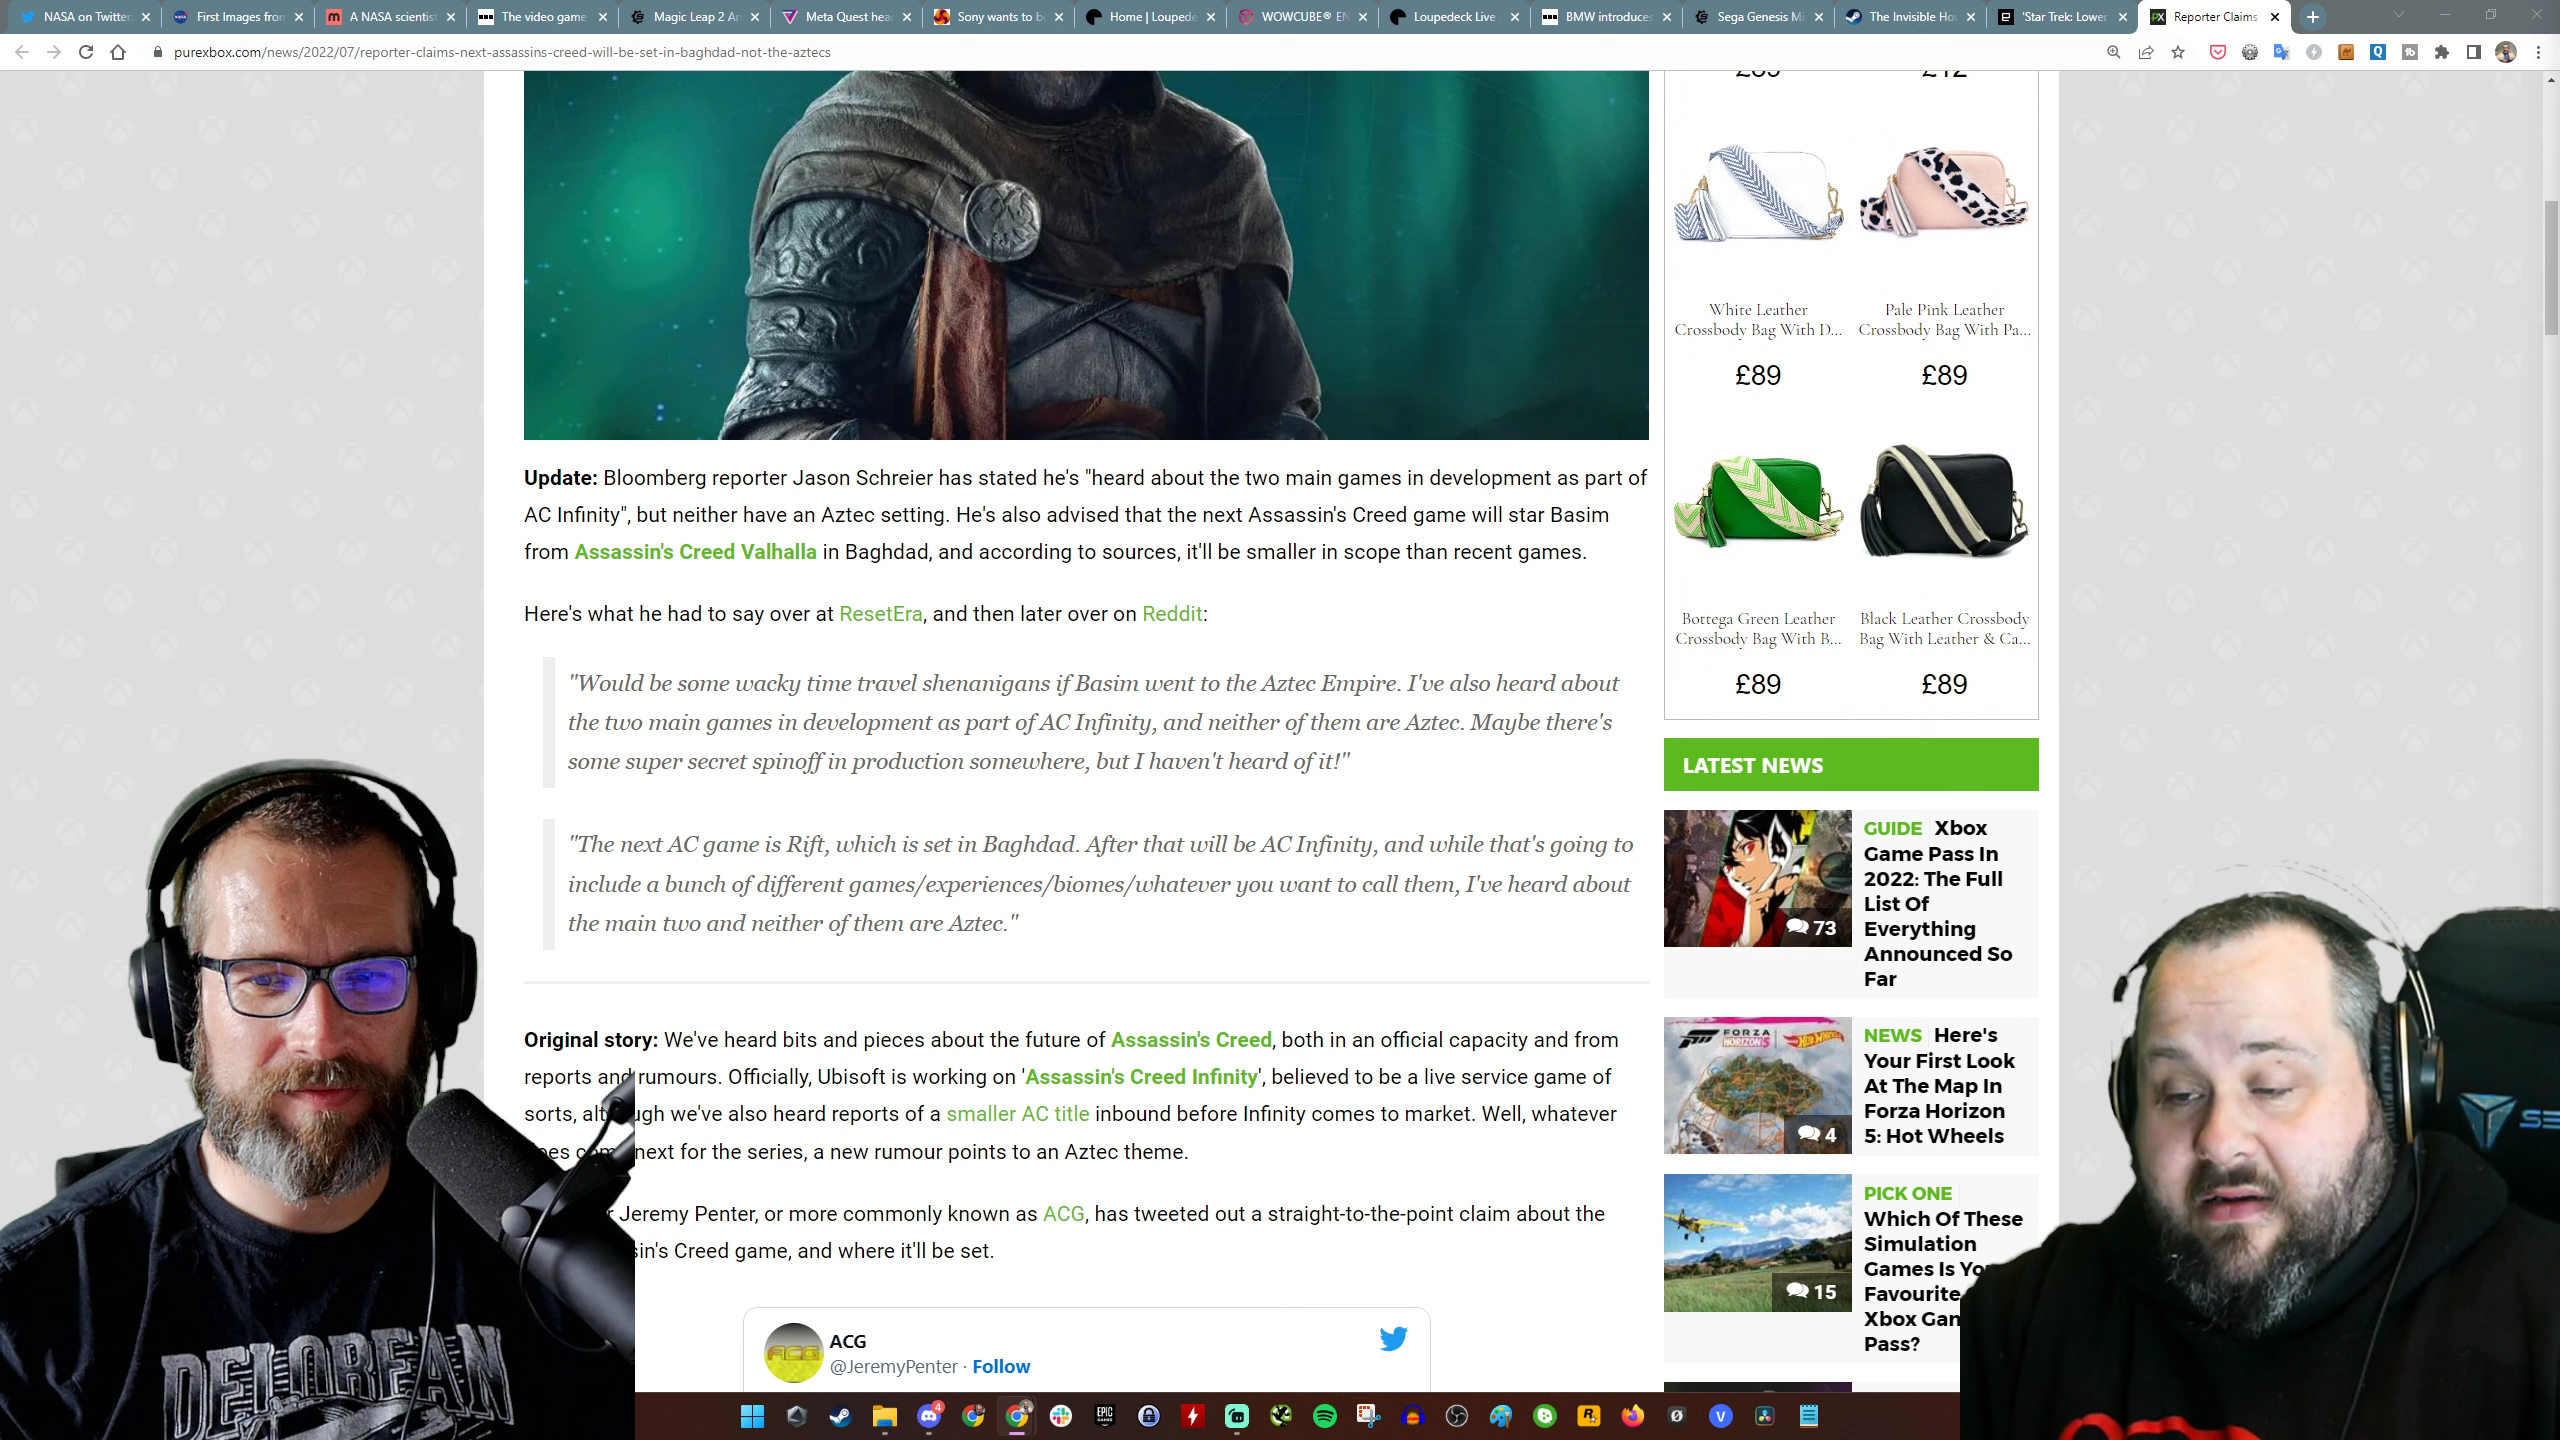 NASA on Twitter
First Images from
A NASA scientist
The video game
Magic Leap 2 Ar
Meta Quest hea
Sony wants to b
Home | Loupede
WOWCUBE® EN
Loupedeck Live
BMW introduces
Sega Genesis Mi
The Invisible Ho
'Star Trek: Lower
Reporter Claims
purexbox.com/news/2022/07/reporter-claims-next-assassins-creed-will-be-set-in-baghdad-not-the-aztecs
Update: Bloomberg reporter Jason Schreier has stated he's "heard about the two main games in development as part of
AC Infinity", but neither have an Aztec setting. He's also advised that the next Assassin's Creed game will star Basim
from Assassin's Creed Valhalla in Baghdad, and according to sources, it'll be smaller in scope than recent games.
Here's what he had to say over at ResetEra, and then later over on Reddit:
"Would be some wacky time travel shenanigans if Basim went to the Aztec Empire. I've also heard about
the two main games in development as part of AC Infinity, and neither of them are Aztec. Maybe there's
some super secret spinoff in production somewhere, but I haven't heard of it!"
"The next AC game is Rift, which is set in Baghdad. After that will be AC Infinity, and while that's going to
include a bunch of different games/experiences/biomes/whatever you want to call them, I've heard about
the main two and neither of them are Aztec."
Original story: We've heard bits and pieces about the future of Assassin's Creed, both in an official capacity and from
reports and rumours. Officially, Ubisoft is working on 'Assassin's Creed Infinity', believed to be a live service game of
sorts, although we've also heard reports of a smaller AC title inbound before Infinity comes to market. Well, whatever
next for the series, a new rumour points to an Aztec theme.
Jeremy Penter, or more commonly known as ACG, has tweeted out a straight-to-the-point claim about the
sin's Creed game, and where it'll be set.
ACG
@JeremyPenter · Follow
White Leather
Crossbody Bag With D...
£89
Pale Pink Leather
Crossbody Bag With Pa...
£89
Bottega Green Leather
Crossbody Bag With B...
£89
Black Leather Crossbody
Bag With Leather & Ca...
£89
LATEST NEWS
GUIDE Xbox
Game Pass In
2022: The Full
List Of
Everything
Announced So
Far
73
NEWS Here's
Your First Look
At The Map In
Forza Horizon
5: Hot Wheels
FORZA
HORIZON 5
4
PICK ONE
Which Of These
Simulation
Games Is Yo
Favourite
Xbox Gam
Pass?
15
DELOREAN
4
EPIC
GAMES